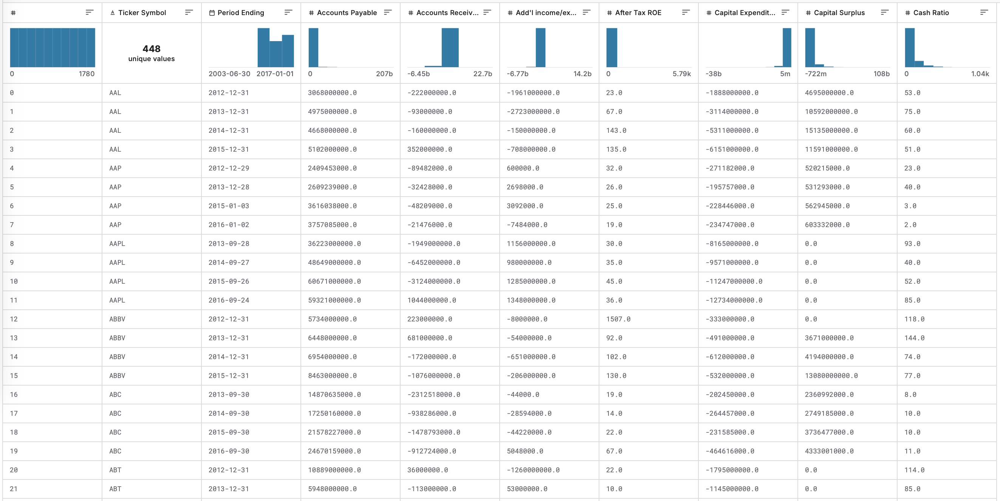 # Ticker Symbol Period Ending # Accounts Payable # Accounts Receiv... # Add'l income/ex... # After Tax ROE # Capital Expendit... # Capital Surplus # Cash Ratio
448
unique values
0 1780 2003-06-30 2017-01-01 0 207b -6.45b 22.7b -6.77b 14.2b 0 5.79k -38b 5m -722m 108b 0 1.04k
0 AAL 2012-12-31 3068000000.0 -222000000.0 -1961000000.0 23.0 -1888000000.0 4695000000.0 53.0
1 AAL 2013-12-31 4975000000.0 -93000000.0 -2723000000.0 67.0 -3114000000.0 10592000000.0 75.0
2 AAL 2014-12-31 4668000000.0 -160000000.0 -150000000.0 143.0 -5311000000.0 15135000000.0 60.0
3 AAL 2015-12-31 5102000000.0 352000000.0 -708000000.0 135.0 -6151000000.0 11591000000.0 51.0
4 AAP 2012-12-29 2409453000.0 -89482000.0 600000.0 32.0 -271182000.0 520215000.0 23.0
5 AAP 2013-12-28 2609239000.0 -32428000.0 2698000.0 26.0 -195757000.0 531293000.0 40.0
6 AAP 2015-01-03 3616038000.0 -48209000.0 3092000.0 25.0 -228446000.0 562945000.0 3.0
7 AAP 2016-01-02 3757085000.0 -21476000.0 -7484000.0 19.0 -234747000.0 603332000.0 2.0
8 AAPL 2013-09-28 36223000000.0 -1949000000.0 1156000000.0 30.0 -8165000000.0 0.0 93.0
9 AAPL 2014-09-27 48649000000.0 -6452000000.0 980000000.0 35.0 -9571000000.0 0.0 40.0
10 AAPL 2015-09-26 60671000000.0 -3124000000.0 1285000000.0 45.0 -11247000000.0 0.0 52.0
11 AAPL 2016-09-24 59321000000.0 1044000000.0 1348000000.0 36.0 -12734000000.0 0.0 85.0
12 ABBV 2012-12-31 5734000000.0 223000000.0 -8000000.0 1507.0 -333000000.0 0.0 118.0
13 ABBV 2013-12-31 6448000000.0 681000000.0 -54000000.0 92.0 -491000000.0 3671000000.0 144.0
14 ABBV 2014-12-31 6954000000.0 -172000000.0 -651000000.0 102.0 -612000000.0 4194000000.0 74.0
15 ABBV 2015-12-31 8463000000.0 -1076000000.0 -206000000.0 130.0 -532000000.0 13080000000.0 77.0
16 ABC 2013-09-30 14870635000.0 -2312518000.0 -44000.0 19.0 -202450000.0 2360992000.0 8.0
17 ABC 2014-09-30 17250160000.0 -938286000.0 -28594000.0 14.0 -264457000.0 2749185000.0 10.0
18 ABC 2015-09-30 21578227000.0 -1478793000.0 -44220000.0 22.0 -231585000.0 3736477000.0 10.0
19 ABC 2016-09-30 24670159000.0 -912724000.0 5048000.0 67.0 -464616000.0 4333001000.0 11.0
20 ABT 2012-12-31 10889000000.0 36000000.0 -1260000000.0 22.0 -1795000000.0 0.0 114.0
21 ABT 2013-12-31 5948000000.0 -113000000.0 53000000.0 10.0 -1145000000.0 0.0 85.0